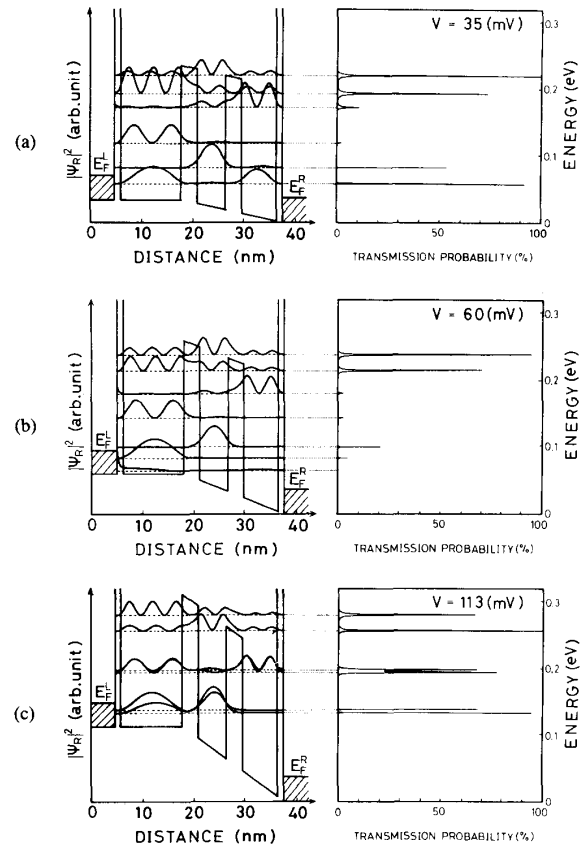 (a)
|Ψ_R|² (arb.unit)
E_F^L
E_F^R
0 10 20 30 40
DISTANCE (nm)
V = 35 (mV)
0 50 100
TRANSMISSION PROBABILITY(%)
0.3
0.2
0.1
0
ENERGY (eV)
(b)
|Ψ_R|² (arb.unit)
E_F^L
E_F^R
0 10 20 30 40
DISTANCE (nm)
V = 60 (mV)
0 50 100
TRANSMISSION PROBABILITY(%)
0.3
0.2
0.1
0
ENERGY (eV)
(c)
|Ψ_R|² (arb.unit)
E_F^L
E_F^R
0 10 20 30 40
DISTANCE (nm)
V = 113 (mV)
0 50 100
TRANSMISSION PROBABILITY(%)
0.3
0.2
0.1
0
ENERGY (eV)